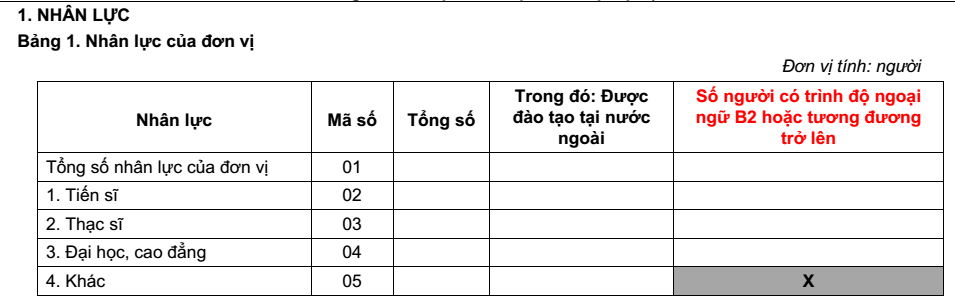 1. NHÂN LỰC
Bảng 1. Nhân lực của đơn vị
Đơn vị tính: người
Nhân lực
Mã số
Tổng số
Trong đó: Được
đào tạo tại nước
ngoài
Số người có trình độ ngoại
ngữ B2 hoặc tương đương
trở lên
Tổng số nhân lực của đơn vị 01
1. Tiến sĩ 02
2. Thạc sĩ 03
3. Đại học, cao đẳng 04
4. Khác 05 X